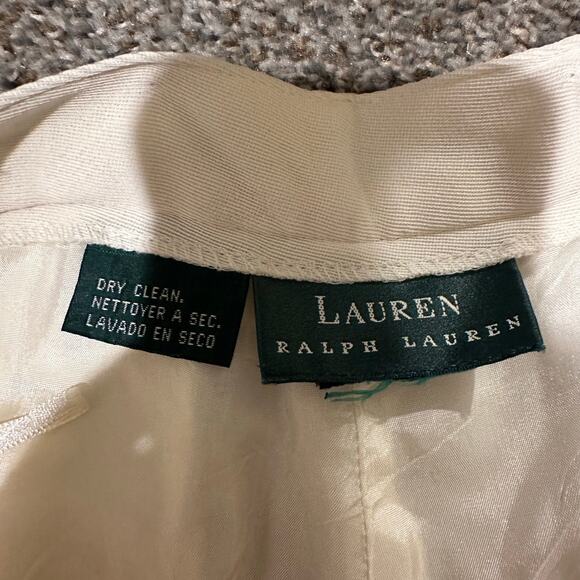 DRY CLEAN.
NETTOYER A SEC.
LAVADO EN SECO
LAUREN
RALPH LAUREN